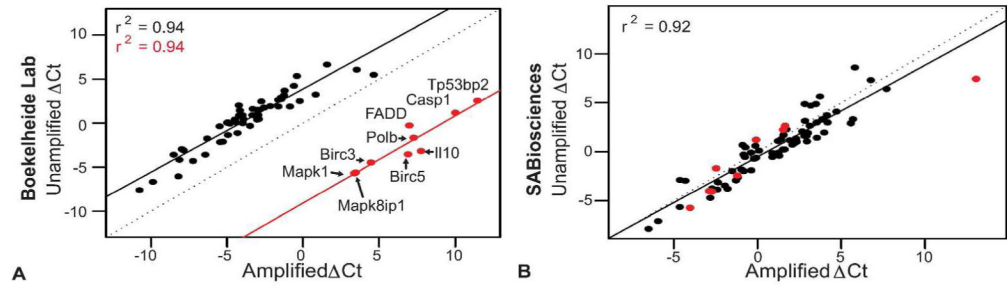 r² = 0.94
r² = 0.94
Boekelheide Lab
Unamplified ΔCt
10
5
0
-5
-10
Tp53bp2
Casp1
FADD
Polb
Birc3
Il10
Mapk1
Birc5
Mapk8ip1
-10
-5
0
5
10
Amplified ΔCt
A
r² = 0.92
SABiosciences
Unamplified ΔCt
10
5
0
-5
-5
0
5
10
Amplified ΔCt
B